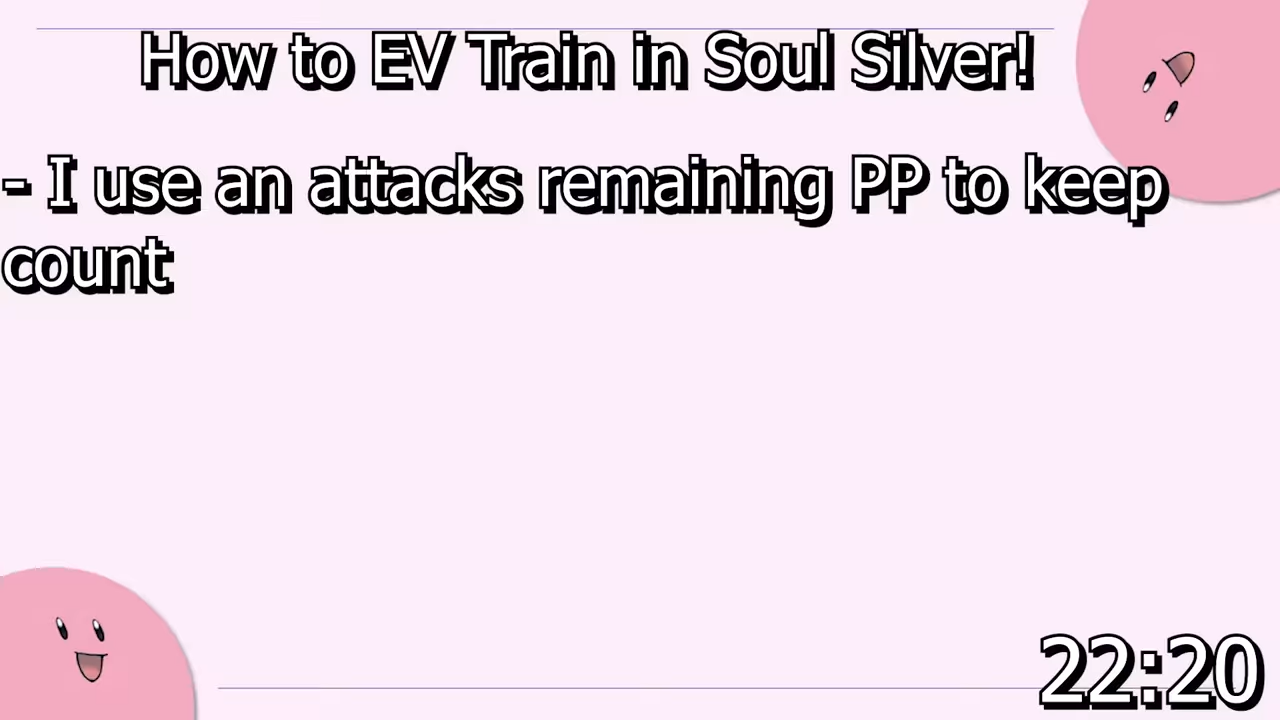 How to EV Train in Soul Silver!
- I use an attacks remaining PP to keep
count
22:20